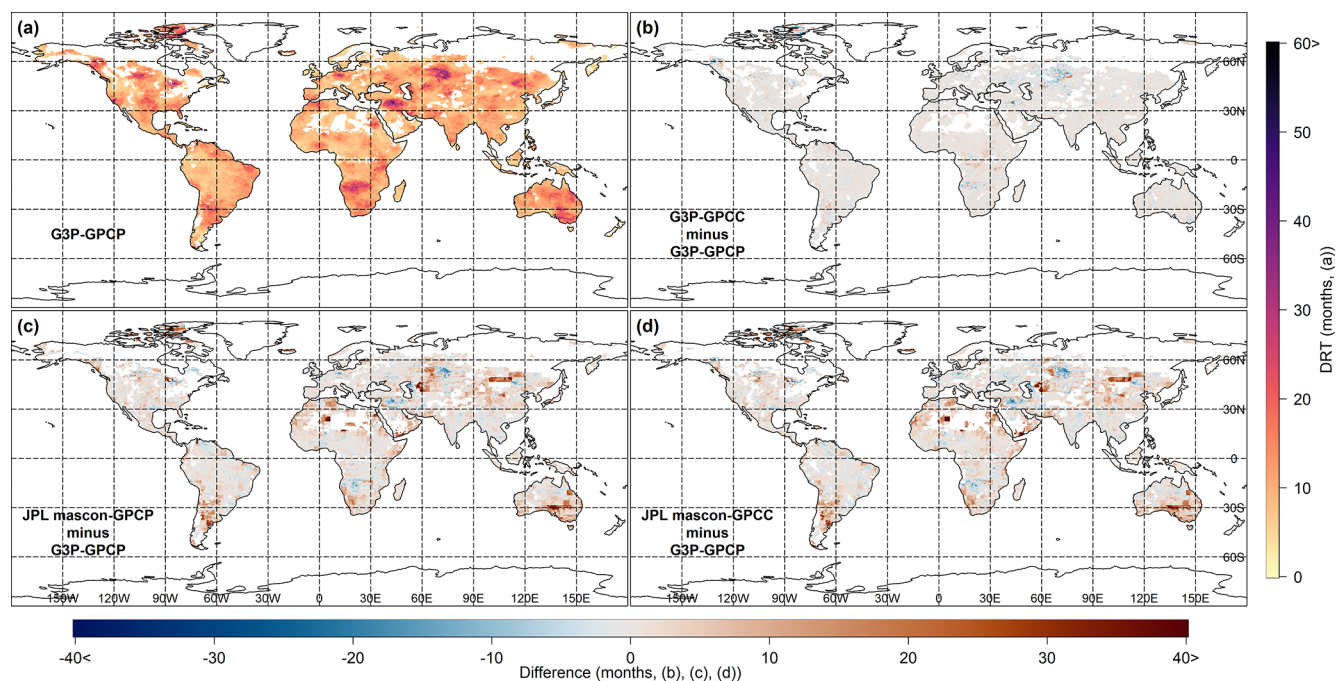 (a)
G3P-GPCP
(b)
60N
30N
0
30S
60S
G3P-GPCC
minus
G3P-GPCP
(c)
JPL mascon-GPCP
minus
G3P-GPCP
150W 120W 90W 60W 30W 0 30E 60E 90E 120E 150E
(d)
60N
30N
0
30S
60S
JPL mascon-GPCC
minus
G3P-GPCP
150W 120W 90W 60W 30W 0 30E 60E 90E 120E 150E
60>
50
40
30
20
10
0
DRT (months, (a))
-40< -30 -20 -10 0 10 20 30 40>
Difference (months, (b), (c), (d))